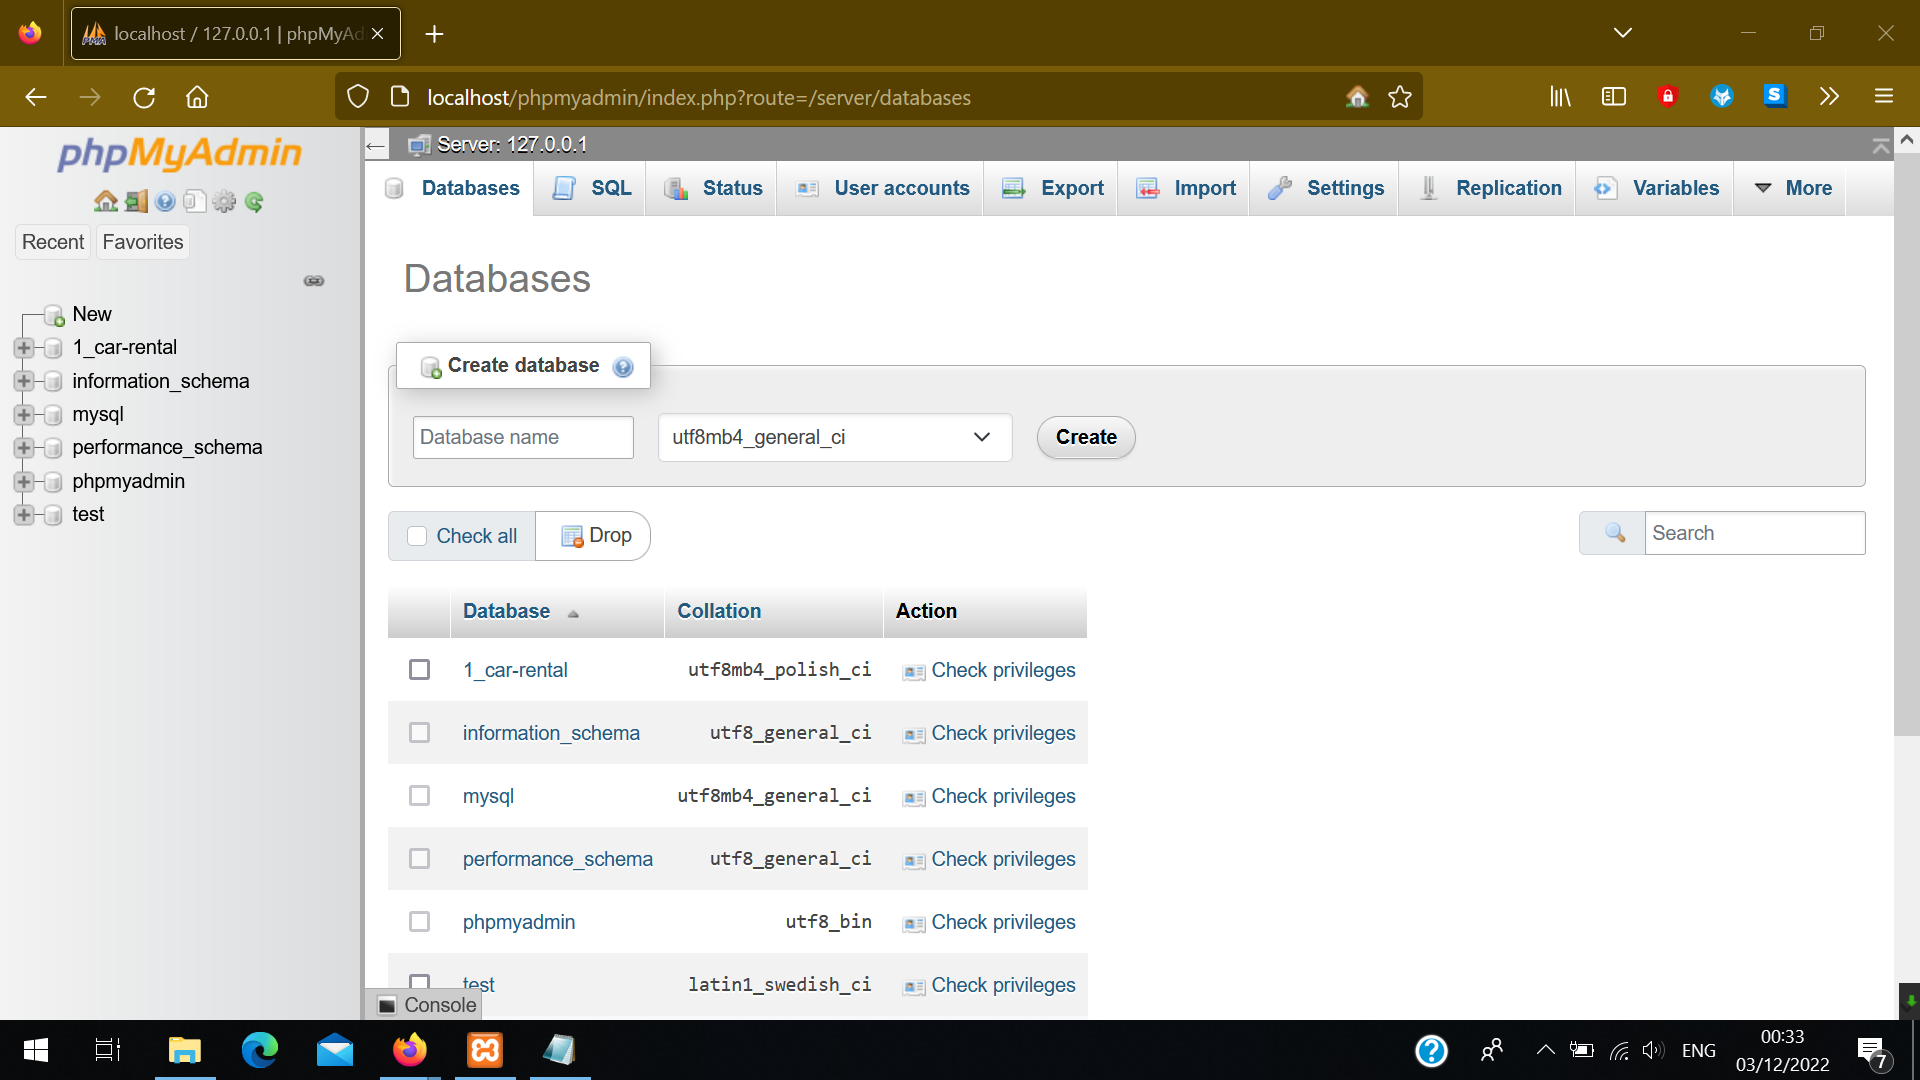 localhost / 127.0.0.1 | phpMyAd
localhost/phpmyadmin/index.php?route=/server/databases
S
phpMyAdmin
Recent Favorites
New
1_car-rental
information_schema
mysql
performance_schema
phpmyadmin
test
Server: 127.0.0.1
Databases SQL Status User accounts Export Import Settings Replication Variables More
Databases
Create database
Database name utf8mb4_general_ci Create
Check all Drop Search
Database Collation Action
1_car-rental utf8mb4_polish_ci Check privileges
information_schema utf8_general_ci Check privileges
mysql utf8mb4_general_ci Check privileges
performance_schema utf8_general_ci Check privileges
phpmyadmin utf8_bin Check privileges
test latin1_swedish_ci Check privileges
Console
ENG
00:33
03/12/2022
7